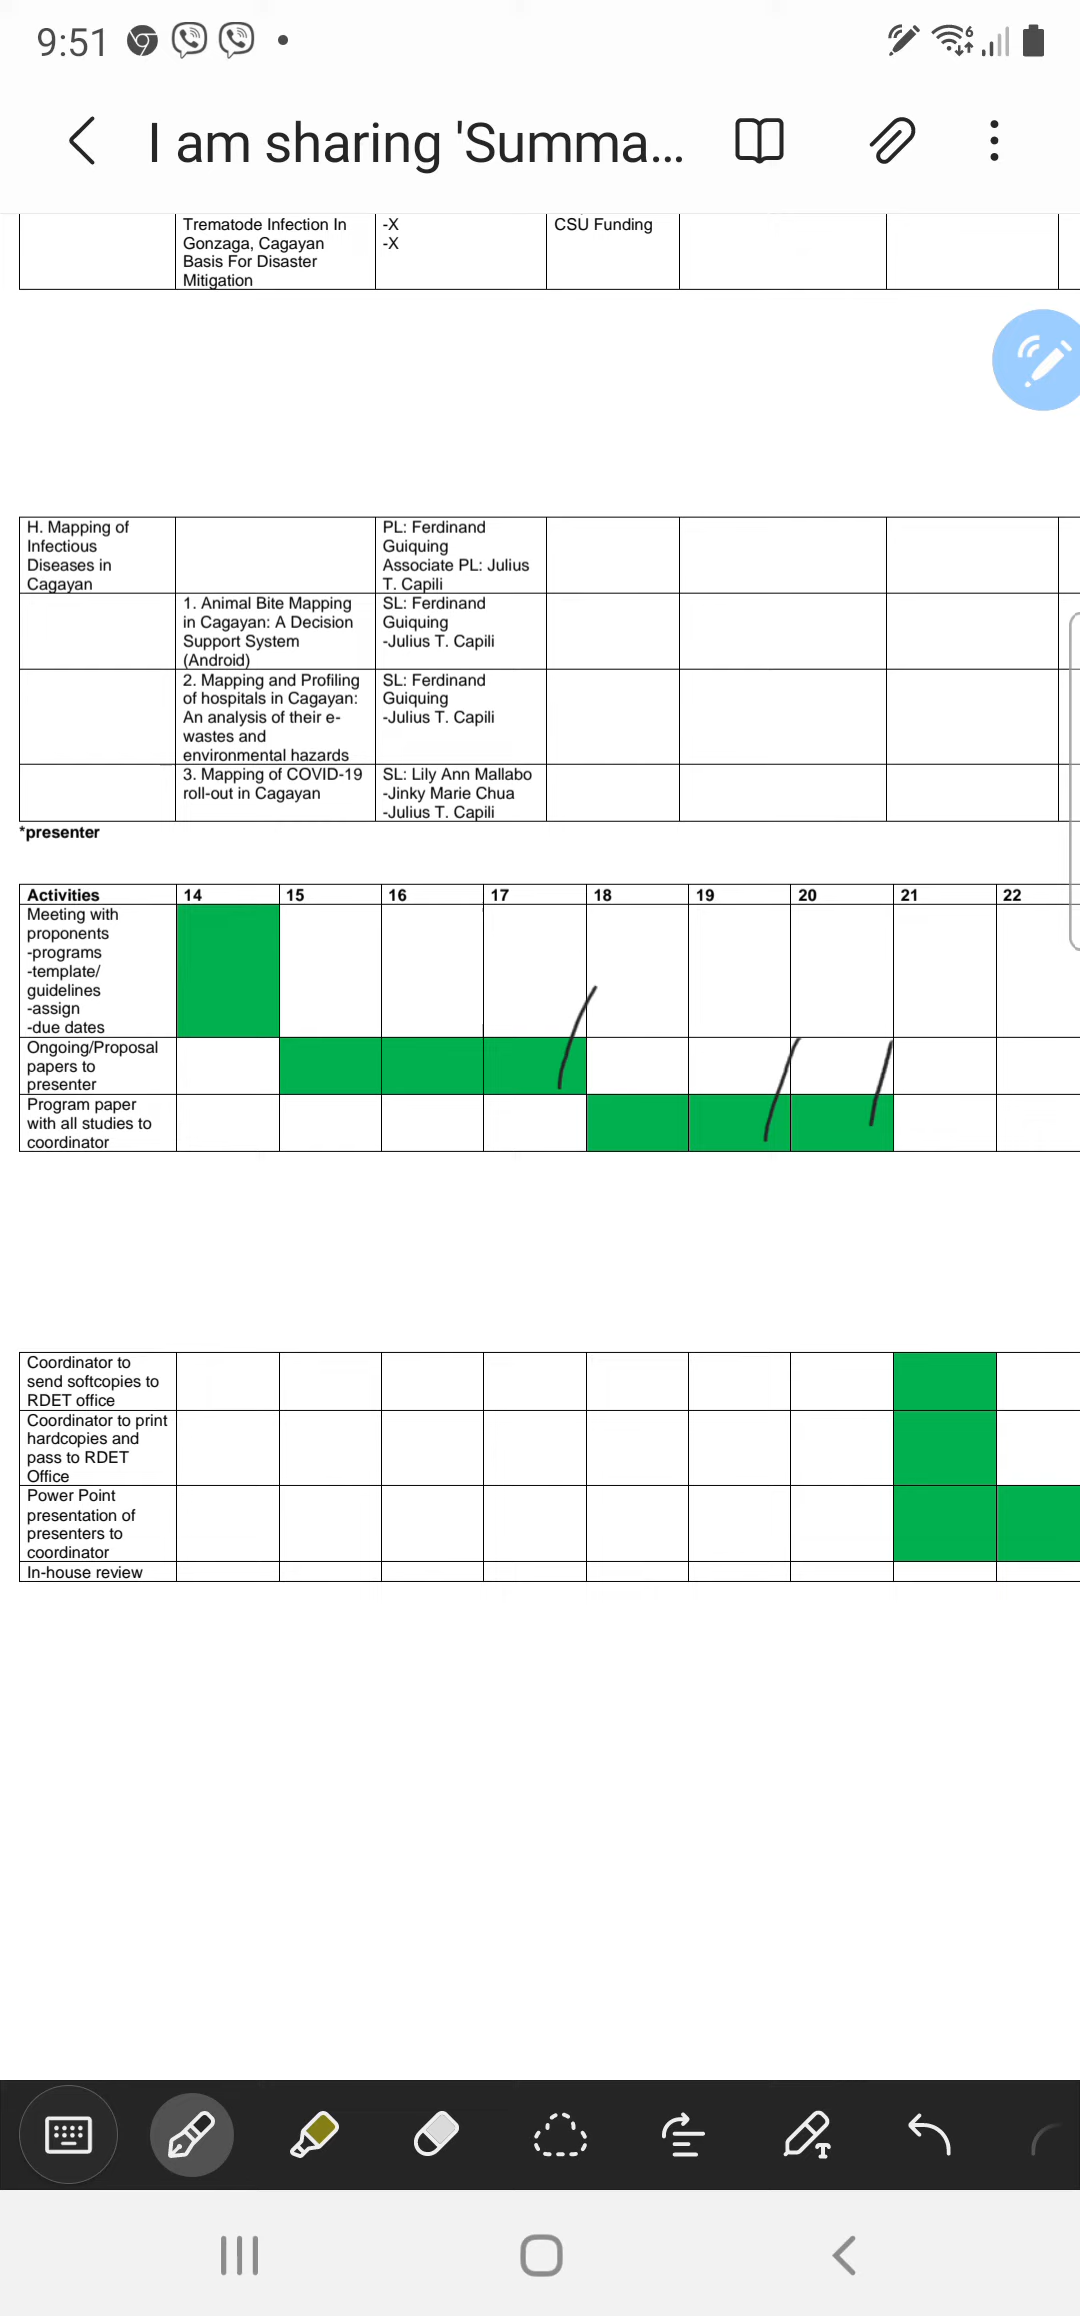 9:51
I am sharing 'Summa...
Trematode Infection In
Gonzaga, Cagayan
Basis For Disaster
Mitigation
-X
-X
CSU Funding
H. Mapping of
Infectious
Diseases in
Cagayan
PL: Ferdinand
Guiquing
Associate PL: Julius
T. Capili
1. Animal Bite Mapping
in Cagayan: A Decision
Support System
(Android)
SL: Ferdinand
Guiquing
-Julius T. Capili
2. Mapping and Profiling
of hospitals in Cagayan:
An analysis of their e-
wastes and
environmental hazards
SL: Ferdinand
Guiquing
-Julius T. Capili
3. Mapping of COVID-19
roll-out in Cagayan
SL: Lily Ann Mallabo
-Jinky Marie Chua
-Julius T. Capili
*presenter
Activities 14 15 16 17 18 19 20 21 22
Meeting with
proponents
-programs
-template/
guidelines
-assign
-due dates
Ongoing/Proposal
papers to
presenter
Program paper
with all studies to
coordinator
Coordinator to
send softcopies to
RDET office
Coordinator to print
hardcopies and
pass to RDET
Office
Power Point
presentation of
presenters to
coordinator
In-house review